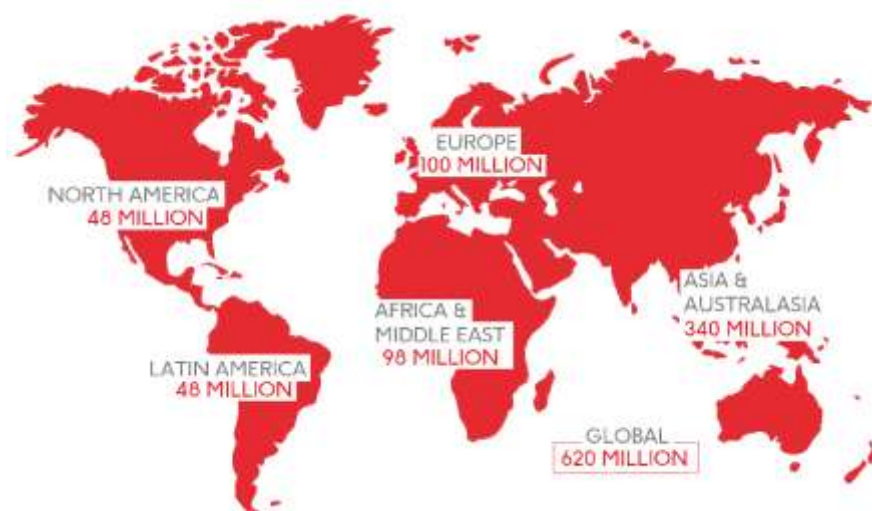 EUROPE
100 MILLION
NORTH AMERICA
48 MILLION
ASIA &
AUSTRALASIA
340 MILLION
AFRICA &
MIDDLE EAST
98 MILLION
LATIN AMERICA
48 MILLION
GLOBAL
620 MILLION